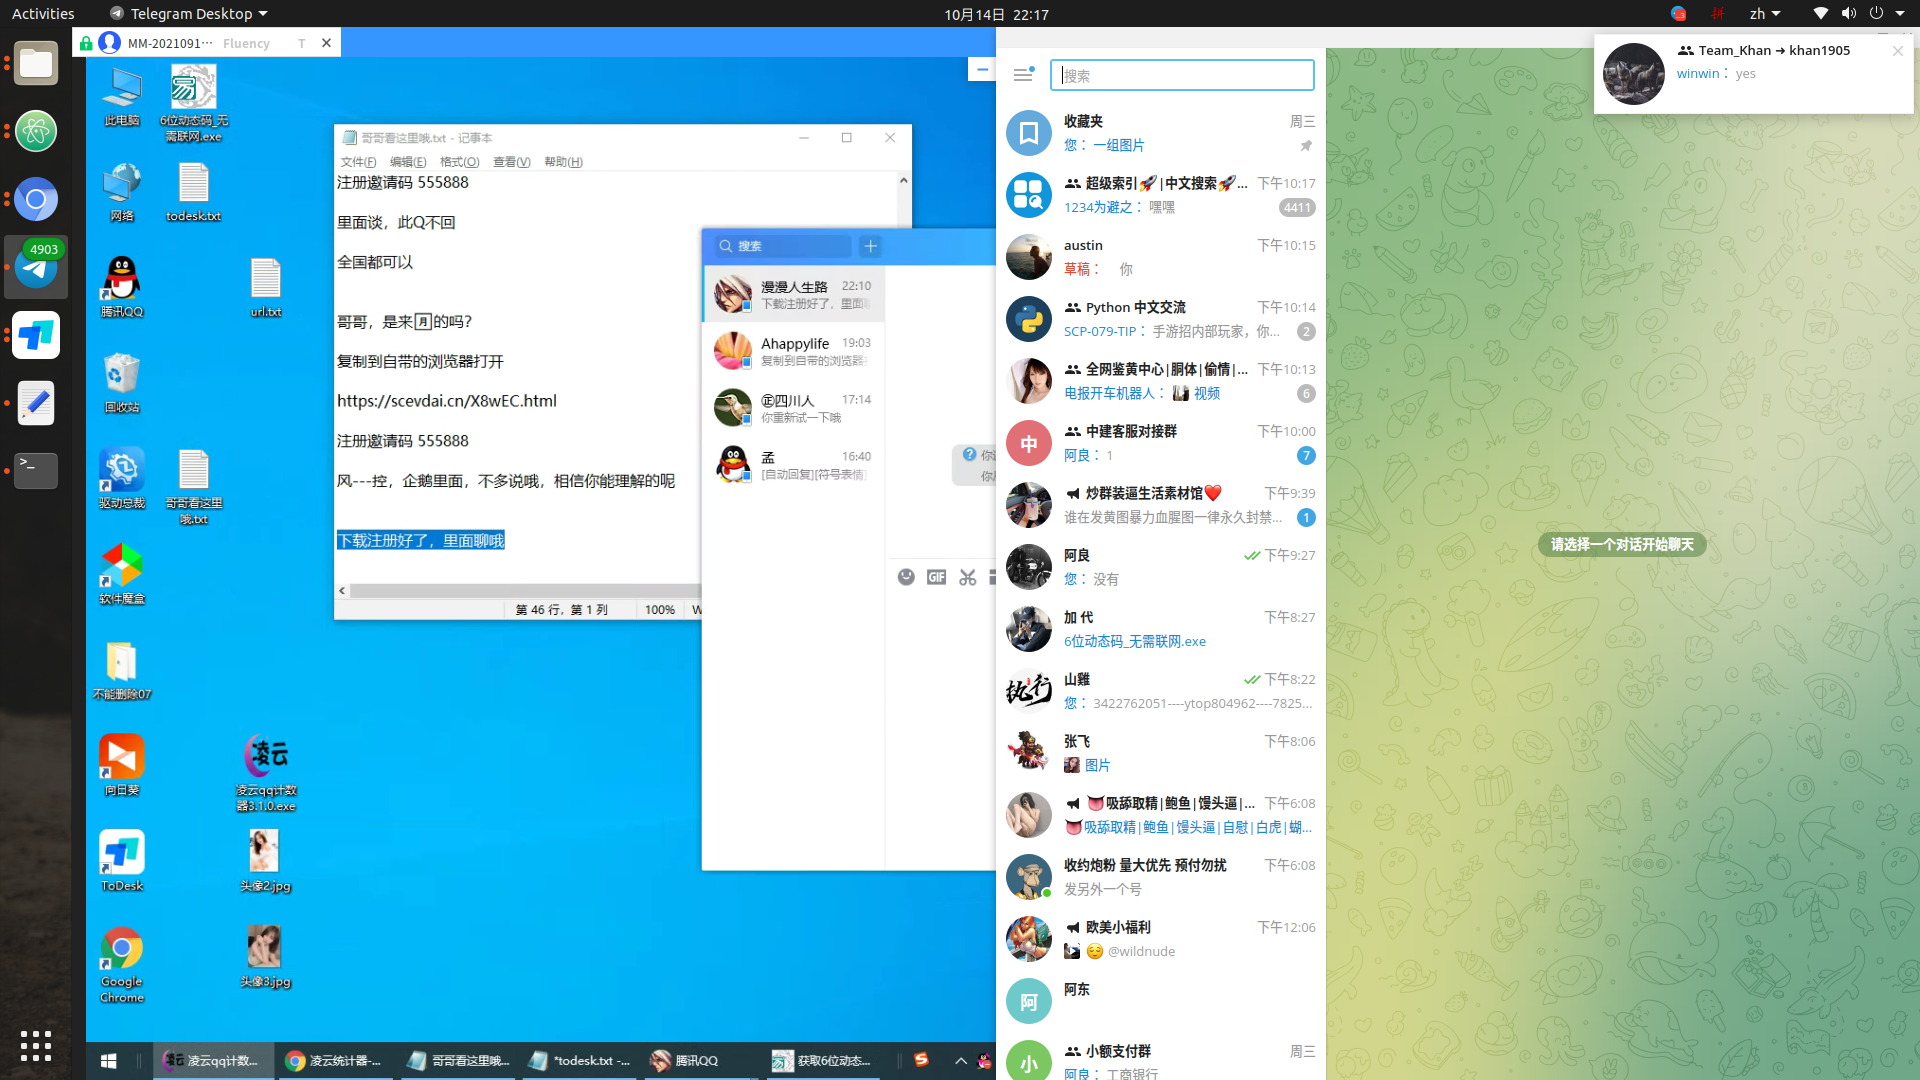 Activities
Telegram Desktop
10月14日 22:17
zh
MM-2021091···
Fluency
T
4903
此电脑
6位动态码_无需联网.exe
网络
todesk.txt
腾讯QQ
url.txt
回收站
驱动总裁
哥哥看这里哦.txt
软件魔盒
不能删除07
向日葵
凌云
凌云qq计数器3.1.0.exe
ToDesk
头像2.jpg
Google Chrome
头像3.jpg
哥哥看这里哦.txt - 记事本
文件(F) 编辑(E) 格式(O) 查看(V) 帮助(H)
注册邀请码 555888
里面谈，此Q不回
全国都可以
哥哥，是来🈷的吗?
复制到自带的浏览器打开
https://scevdai.cn/X8wEC.html
注册邀请码 555888
风---控，企鹅里面，不多说哦，相信你能理解的呢
下载注册好了，里面聊哦
第 46 行，第 1 列
100%
W
搜索
漫漫人生路 22:10
下载注册好了，里面
Ahappylife 19:03
复制到自带的浏览器
㊣四川人 17:14
你重新试一下哦
孟 16:40
[自动回复][符号表情]
GIF
搜索
收藏夹 周三
您： 一组图片
超级索引🚀|中文搜索🚀... 下午10:17
1234为避之： 嘿嘿 4411
austin 下午10:15
草稿： 你
Python 中文交流 下午10:14
SCP-079-TIP： 手游招内部玩家，你... 2
全网鉴黄中心|胴体|偷情|... 下午10:13
电报开车机器人： 视频 6
中
中建客服对接群 下午10:00
阿良： 1 7
炒群装逼生活素材馆❤️ 下午9:39
谁在发黄图暴力血腥图一律永久封禁... 1
阿良 下午9:27
您： 没有
加 代 下午8:27
6位动态码_无需联网.exe
执行
山雞 下午8:22
您： 3422762051----ytop804962----7825...
张飞 下午8:06
图片
👅吸舔取精|鲍鱼|馒头逼|... 下午6:08
👅吸舔取精|鲍鱼|馒头逼|自慰|白虎|蝴...
收约炮粉 量大优先 预付勿扰 下午6:08
发另外一个号
欧美小福利 下午12:06
😌 @wildnude
阿
阿东
小
小额支付群 周三
阿良： 工商银行
Team_Khan → khan1905
winwin： yes
请选择一个对话开始聊天
凌云qq计数...
凌云统计器-...
哥哥看这里哦...
*todesk.txt -...
腾讯QQ
获取6位动态...